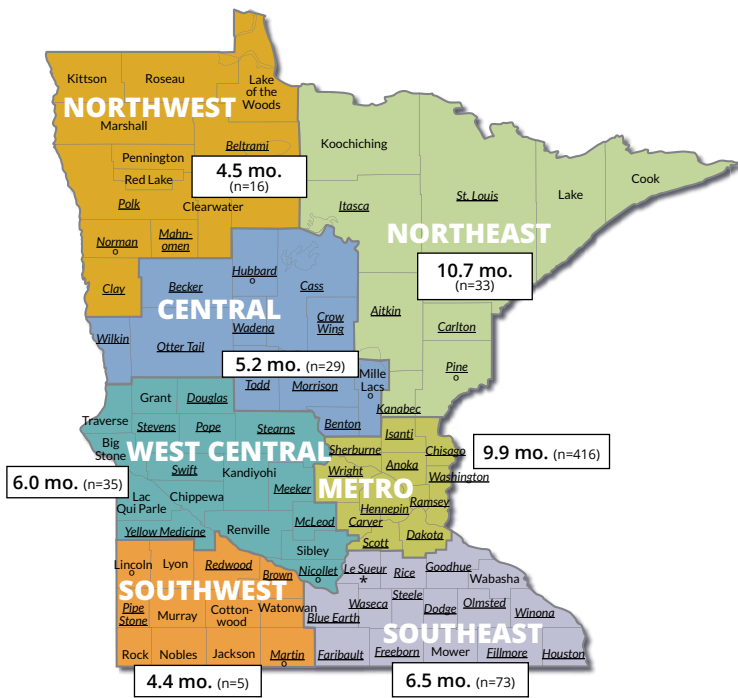 Kittson
Roseau
Lake
of the
Woods
NORTHWEST
Marshall
Beltrami
Pennington
Red Lake
4.5 mo.
(n=16)
Polk
Clearwater
Norman
Mahn-
omen
Clay
Koochiching
Itasca
St. Louis
Lake
Cook
NORTHEAST
10.7 mo.
(n=33)
Aitkin
Carlton
Pine
Kanabec
Hubbard
Becker
Cass
CENTRAL
Crow
Wing
Wadena
Wilkin
Otter Tail
5.2 mo. (n=29)
Mille
Lacs
Todd
Morrison
Benton
Grant
Douglas
Traverse
Stevens
Pope
Stearns
Big
Stone
WEST CENTRAL
Swift
Kandiyohi
6.0 mo. (n=35)
Meeker
Lac
Qui Parle
Chippewa
McLeod
Renville
Yellow Medicine
Sibley
Nicollet
Isanti
Sherburne
Chisago
9.9 mo. (n=416)
Wright
Anoka
Washington
METRO
Ramsey
Hennepin
Carver
Scott
Dakota
Lincoln
Lyon
Redwood
Brown
SOUTHWEST
Pipe
Stone
Murray
Cotton-
wood
Watonwan
Rock
Nobles
Jackson
Martin
4.4 mo. (n=5)
Le Sueur
*
Rice
Goodhue
Wabasha
Waseca
Steele
Blue Earth
Dodge
Olmsted
Winona
SOUTHEAST
Faribault
Freeborn
Mower
Fillmore
Houston
6.5 mo. (n=73)